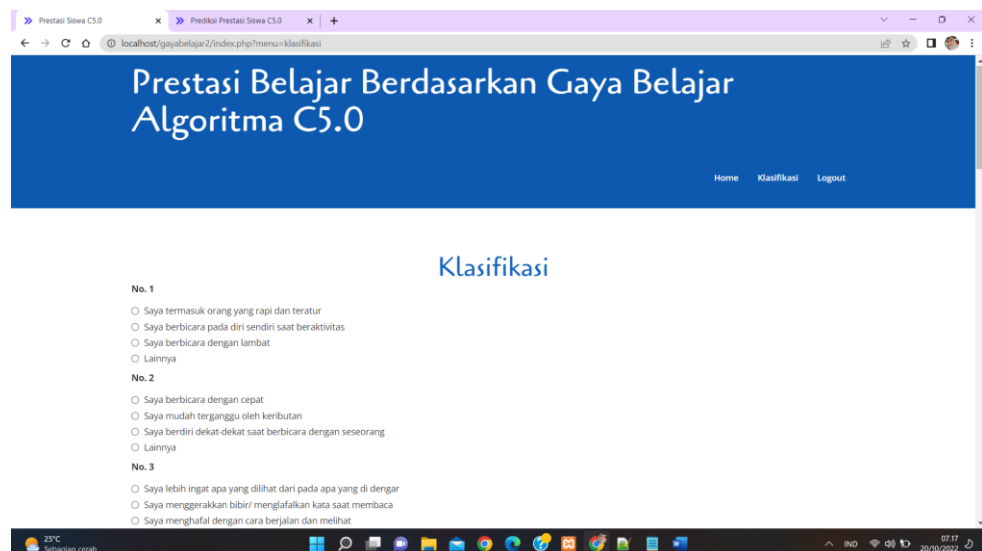 Prestasi Siswa C5.0
Prediksi Prestasi Siswa C5.0
localhost/gayabelajar2/index.php?menu=klasifikasi
Prestasi Belajar Berdasarkan Gaya Belajar
Algoritma C5.0
Home Klasifikasi Logout
Klasifikasi
No. 1
Saya termasuk orang yang rapi dan teratur
Saya berbicara pada diri sendiri saat beraktivitas
Saya berbicara dengan lambat
Lainnya
No. 2
Saya berbicara dengan cepat
Saya mudah terganggu oleh keributan
Saya berdiri dekat-dekat saat berbicara dengan seseorang
Lainnya
No. 3
Saya lebih ingat apa yang dilihat dari pada apa yang di dengar
Saya menggerakkan bibir/ menglafalkan kata saat membaca
Saya menghafal dengan cara berjalan dan melihat
25°C
Sebagian cerah
IND
07.17
20/10/2022